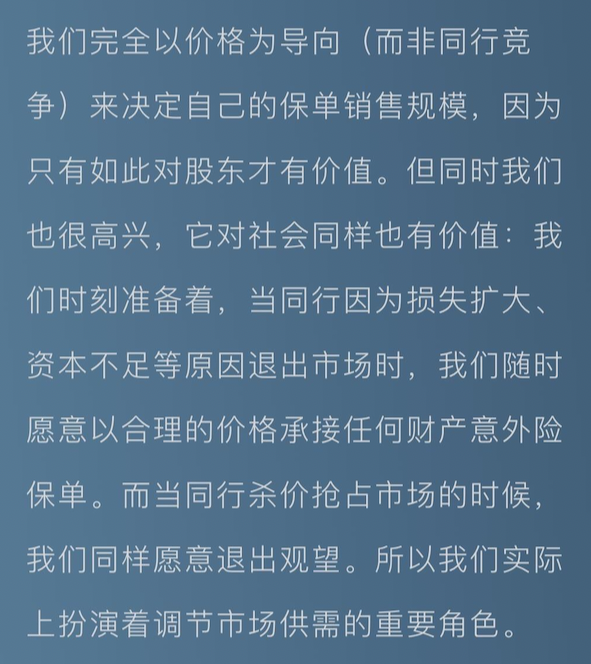 我们完全以价格为导向（而非同行竞
争）来决定自己的保单销售规模，因为
只有如此对股东才有价值。但同时我们
也很高兴，它对社会同样也有价值：我
们时刻准备着，当同行因为损失扩大、
资本不足等原因退出市场时，我们随时
愿意以合理的价格承接任何财产意外险
保单。而当同行杀价抢占市场的时候，
我们同样愿意退出观望。所以我们实际
上扮演着调节市场供需的重要角色。